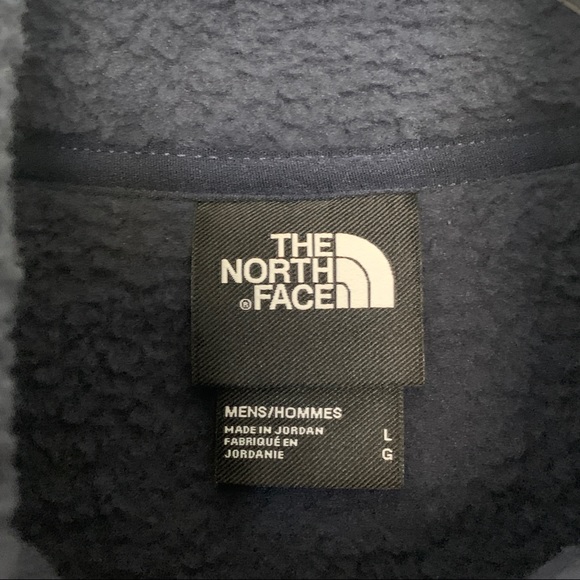 THE
NORTH
® FACE
MENS/HOMMES
MADE IN JORDAN
FABRIQUÉ EN
JORDANIE
L
G